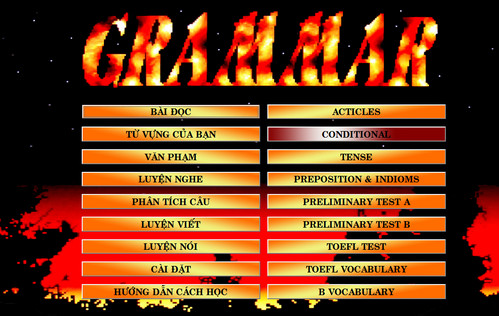 GRAMMAR
BÀI ĐỌC
TỪ VỰNG CỦA BẠN
VĂN PHẠM
LUYỆN NGHE
PHÂN TÍCH CÂU
LUYỆN VIẾT
LUYỆN NÓI
CÀI ĐẶT
HƯỚNG DẪN CÁCH HỌC
ACTICLES
CONDITIONAL
TENSE
PREPOSITION & INDIOMS
PRELIMINARY TEST A
PRELIMINARY TEST B
TOEFL TEST
TOEFL VOCABULARY
B VOCABULARY